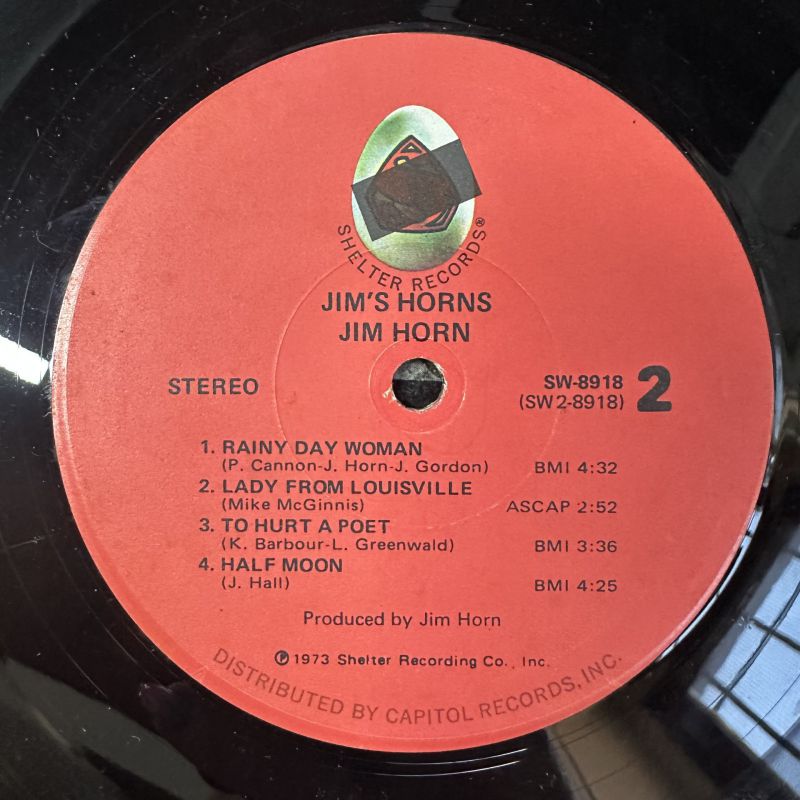 SHELTER RECORDS®
JIM'S HORNS
JIM HORN
STEREO
SW-8918
(SW2-8918)
2
1. RAINY DAY WOMAN
(P. Cannon-J. Horn-J. Gordon) BMI 4:32
2. LADY FROM LOUISVILLE
(Mike McGinnis) ASCAP 2:52
3. TO HURT A POET
(K. Barbour-L. Greenwald) BMI 3:36
4. HALF MOON
(J. Hall) BMI 4:25
Produced by Jim Horn
℗ 1973 Shelter Recording Co., Inc.
DISTRIBUTED BY CAPITOL RECORDS, INC.